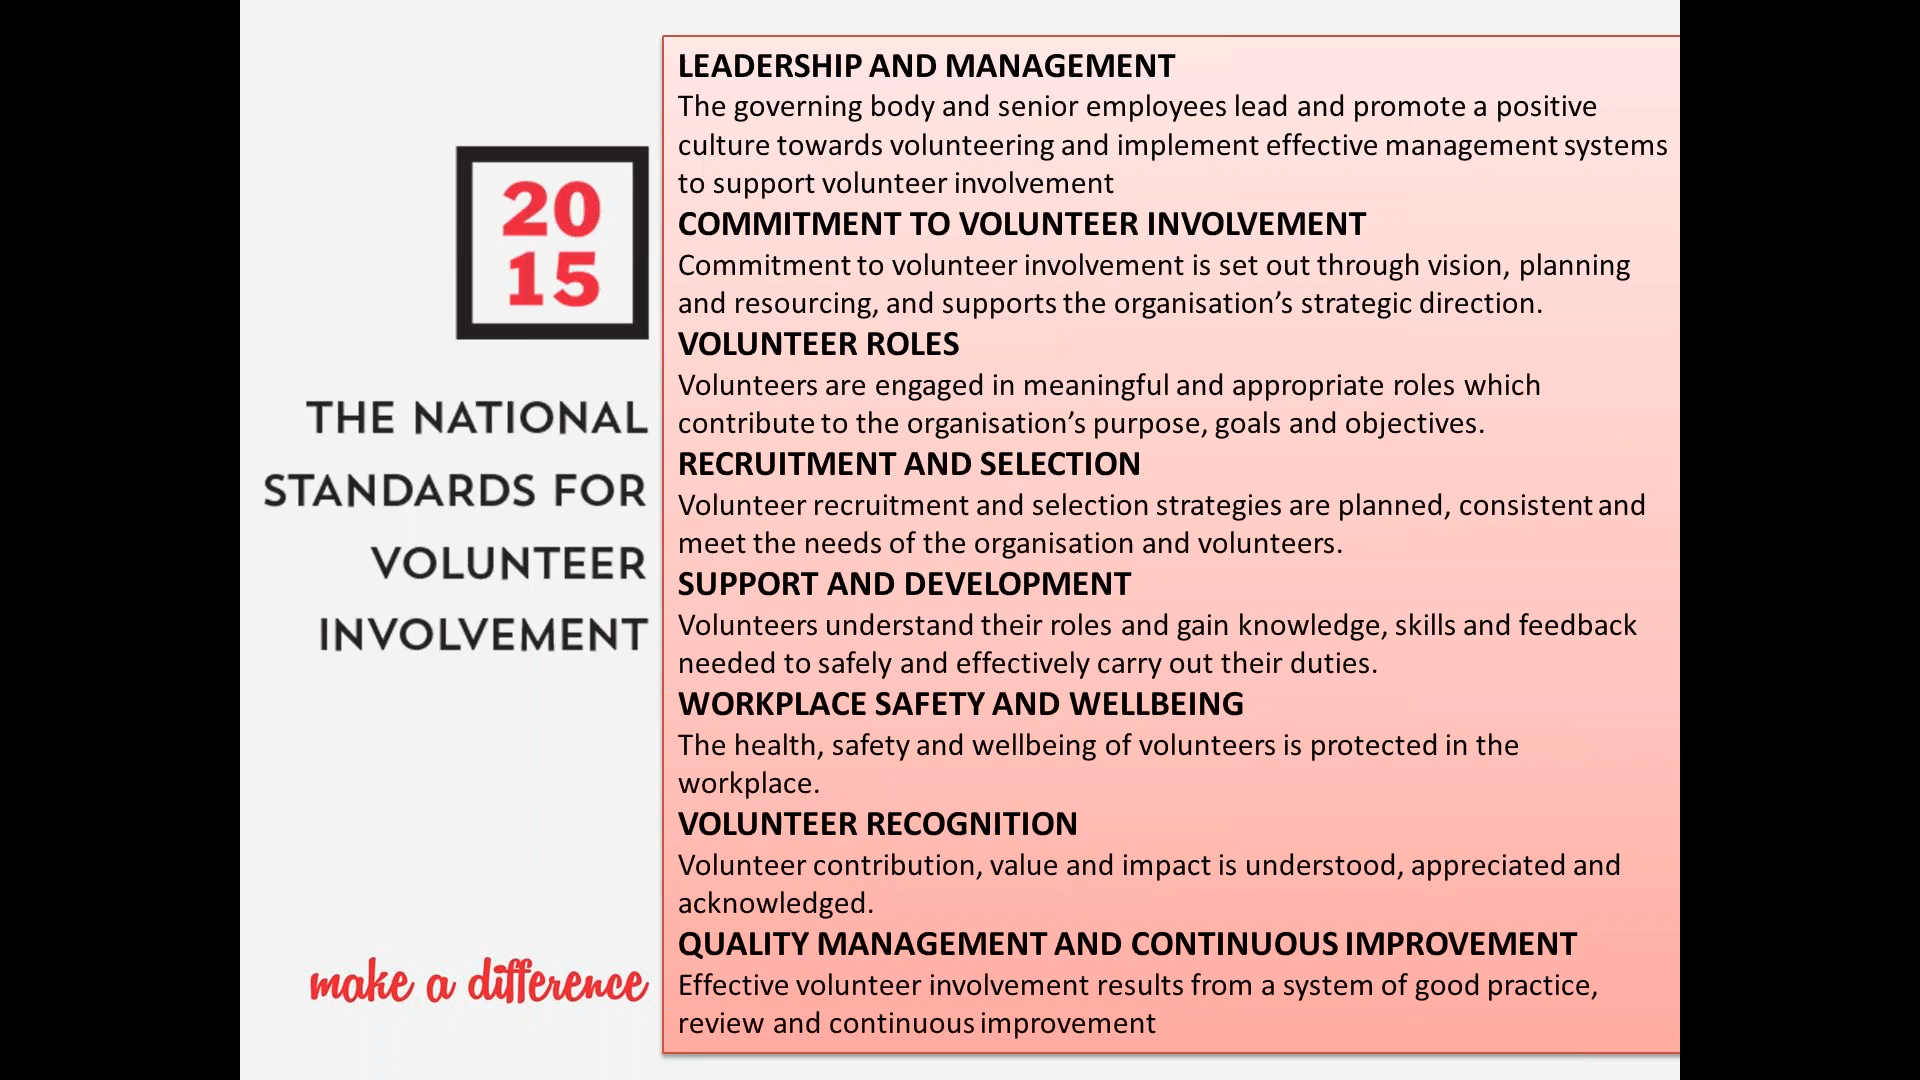 20
15
THE NATIONAL
STANDARDS FOR
VOLUNTEER
INVOLVEMENT
make a difference
LEADERSHIP AND MANAGEMENT
The governing body and senior employees lead and promote a positive
culture towards volunteering and implement effective management systems
to support volunteer involvement
COMMITMENT TO VOLUNTEER INVOLVEMENT
Commitment to volunteer involvement is set out through vision, planning
and resourcing, and supports the organisation’s strategic direction.
VOLUNTEER ROLES
Volunteers are engaged in meaningful and appropriate roles which
contribute to the organisation’s purpose, goals and objectives.
RECRUITMENT AND SELECTION
Volunteer recruitment and selection strategies are planned, consistent and
meet the needs of the organisation and volunteers.
SUPPORT AND DEVELOPMENT
Volunteers understand their roles and gain knowledge, skills and feedback
needed to safely and effectively carry out their duties.
WORKPLACE SAFETY AND WELLBEING
The health, safety and wellbeing of volunteers is protected in the
workplace.
VOLUNTEER RECOGNITION
Volunteer contribution, value and impact is understood, appreciated and
acknowledged.
QUALITY MANAGEMENT AND CONTINUOUS IMPROVEMENT
Effective volunteer involvement results from a system of good practice,
review and continuous improvement